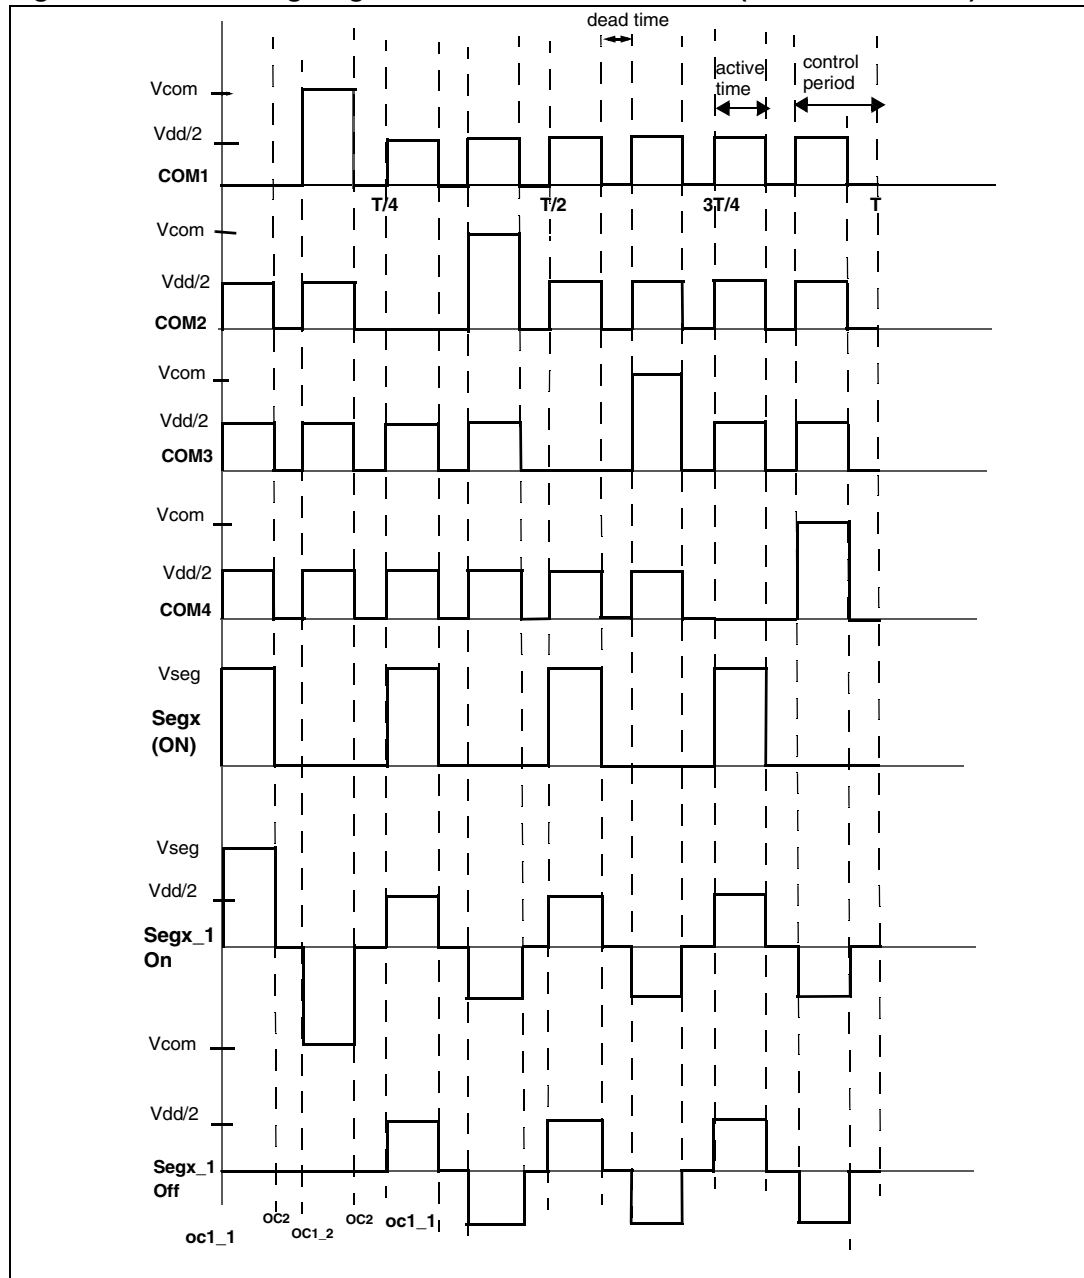 dead time
active
time
control
period
Vcom
Vdd/2
COM1
T/4
T/2
3T/4
T
Vcom
Vdd/2
COM2
Vcom
Vdd/2
COM3
Vcom
Vdd/2
COM4
Vseg
Segx
(ON)
Vseg
Vdd/2
Segx_1
On
Vcom
Vdd/2
Segx_1
Off
oc1_1
OC2
OC1_2
OC2
oc1_1